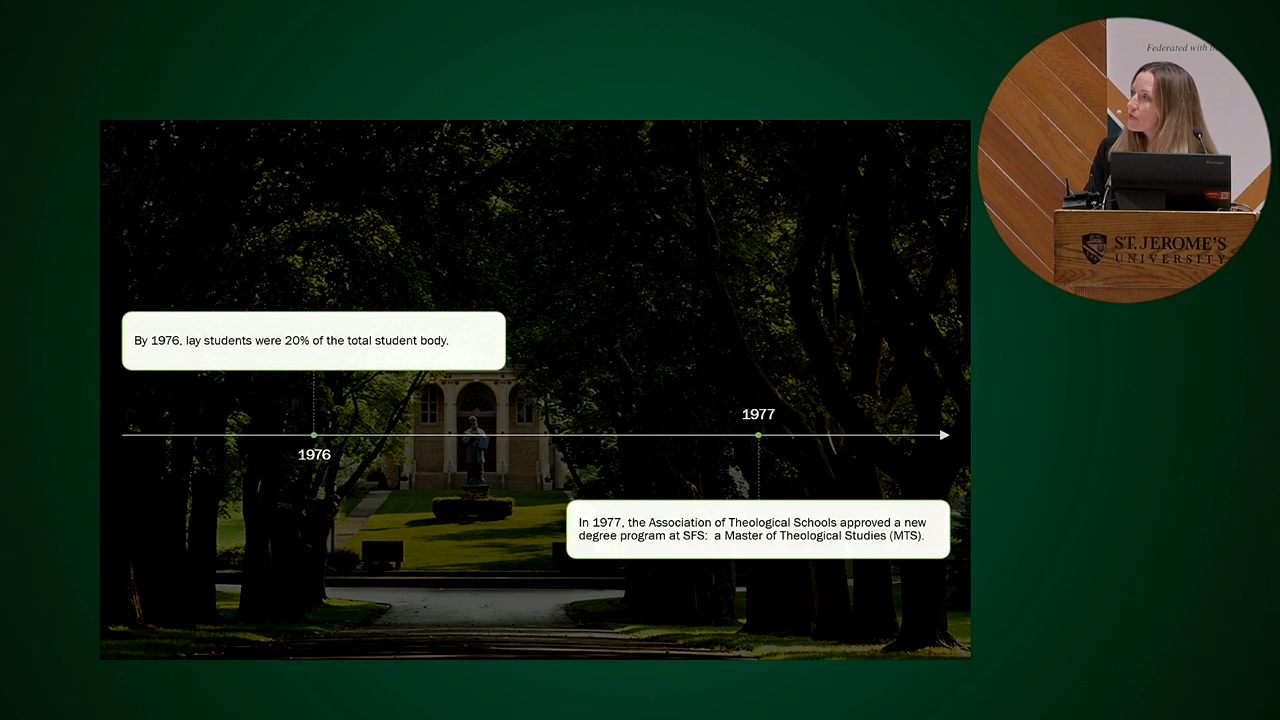 Federated with
By 1976, lay students were 20% of the total student body.
1977
1976
In 1977, the Association of Theological Schools approved a new
degree program at SFS: a Master of Theological Studies (MTS).
ST. JEROME'S
UNIVERSITY